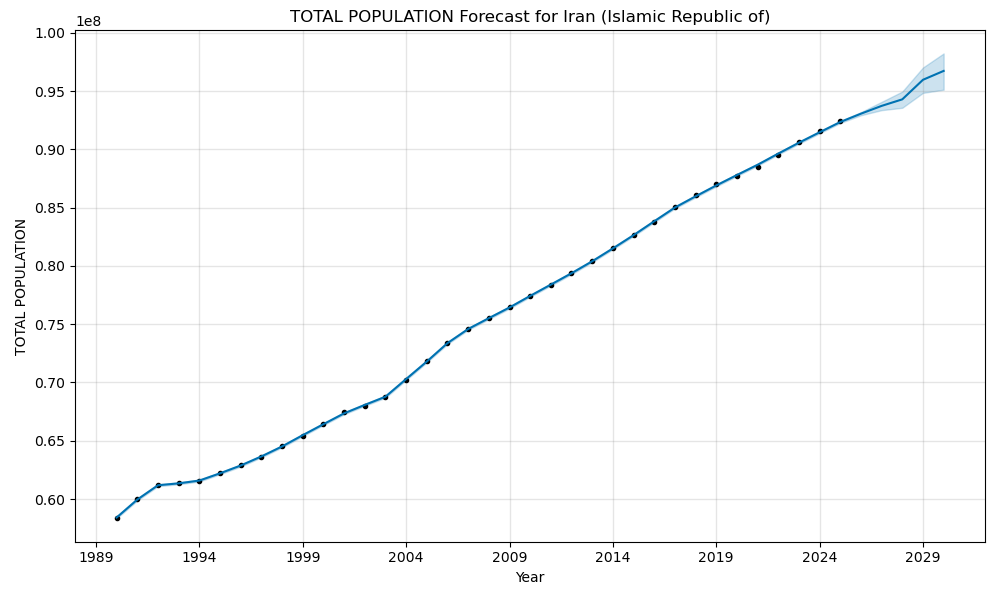 TOTAL POPULATION Forecast for Iran (Islamic Republic of)
1e8
1.00
0.95
0.90
0.85
0.80
0.75
0.70
0.65
0.60
TOTAL POPULATION
1989 1994 1999 2004 2009 2014 2019 2024 2029
Year